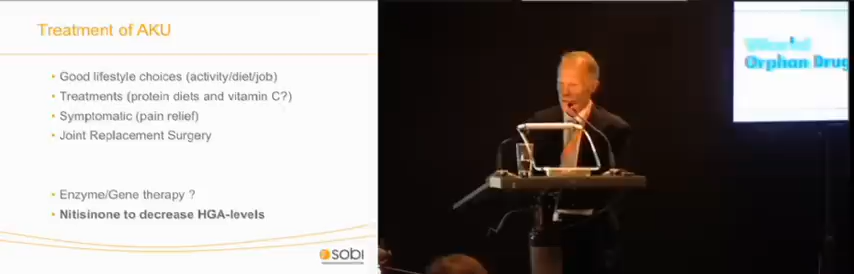 Treatment of AKU
• Good lifestyle choices (activity/diet/job)
• Treatments (protein diets and vitamin C?)
• Symptomatic (pain relief)
• Joint Replacement Surgery
• Enzyme/Gene therapy ?
• Nitisinone to decrease HGA-levels
sobi
World
Orphan Drug